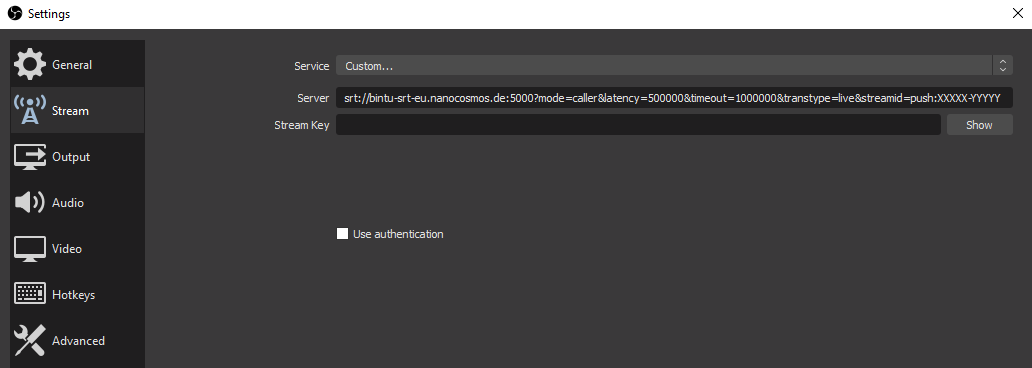 Settings
General
Stream
Output
Audio
Video
Hotkeys
Advanced
Service Custom...
Server srt://bintu-srt-eu.nanocosmos.de:5000?mode=caller&latency=500000&timeout=1000000&transtype=live&streamid=push:XXXXX-YYYYY
Stream Key Show
Use authentication